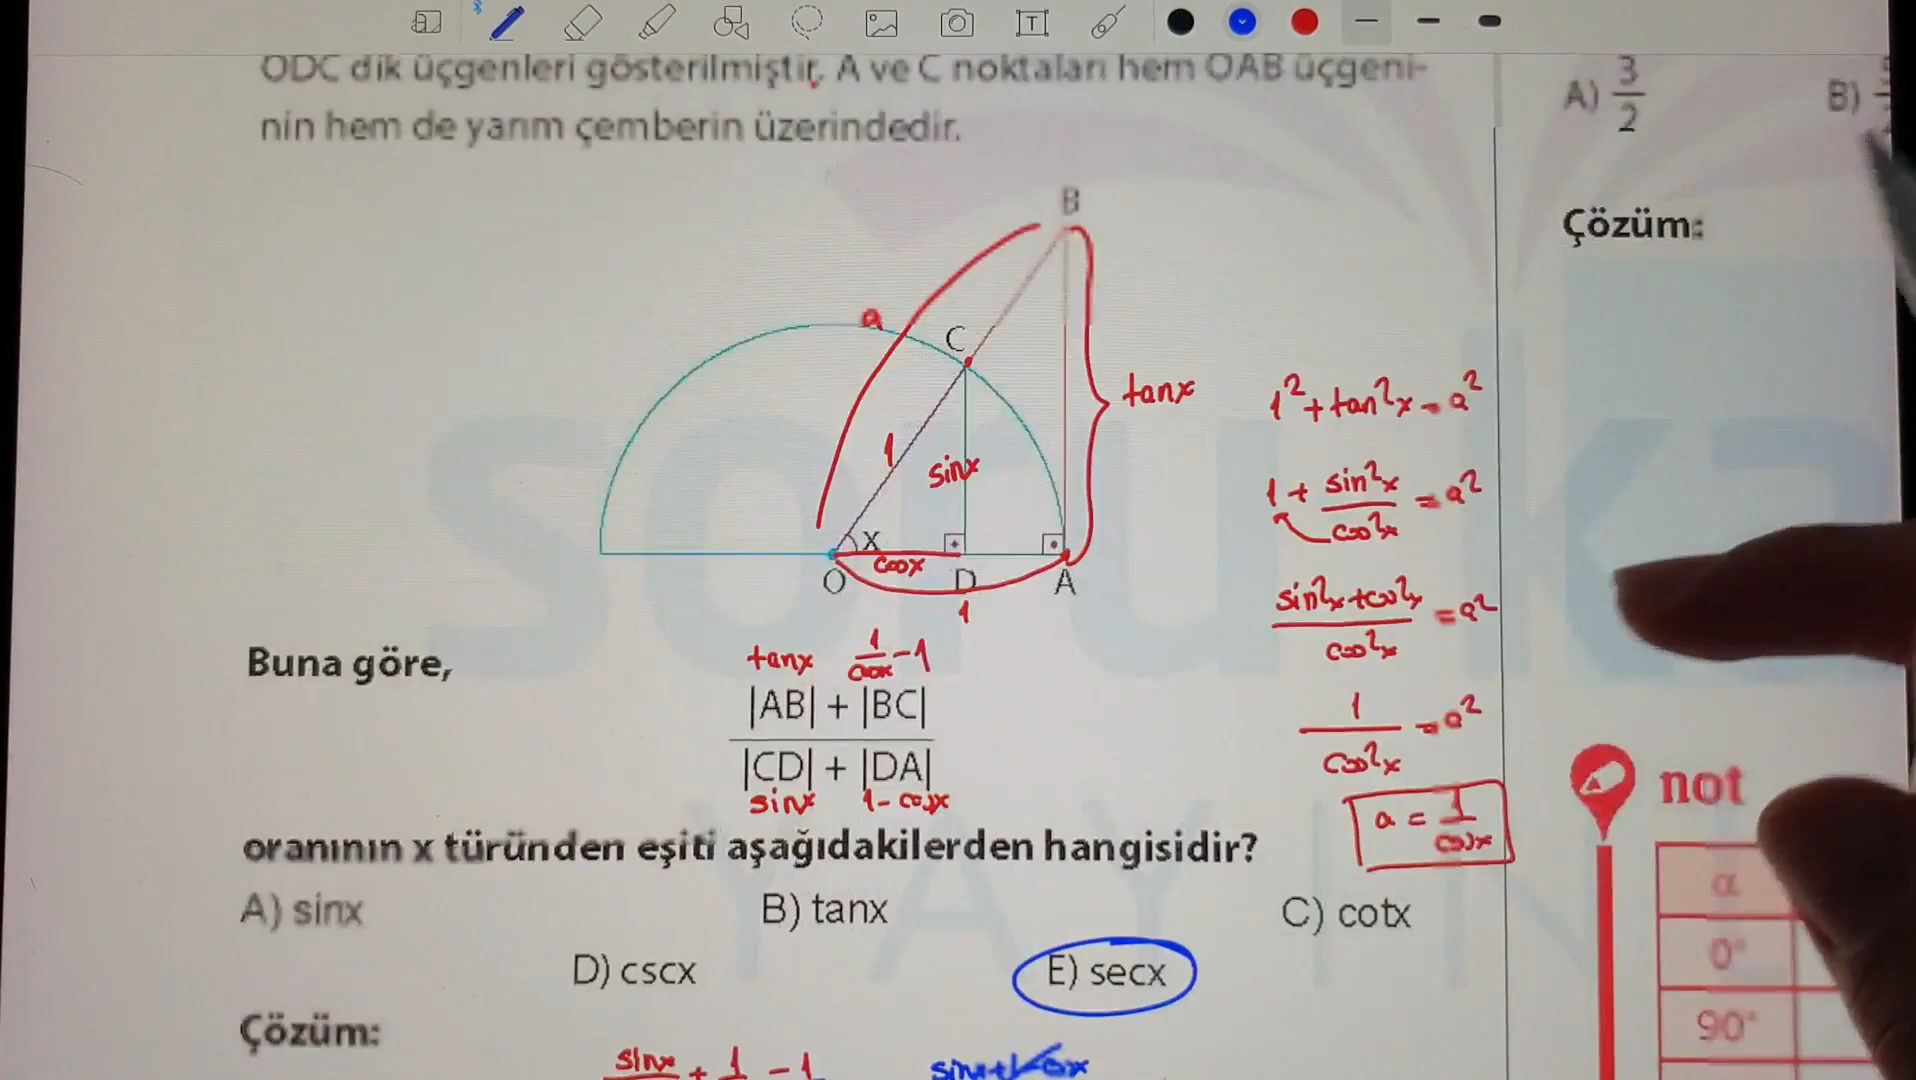 ODC dik üçgenleri gösterilmiştir. A ve C noktaları hem OAB üçgeni-
nin hem de yarım çemberin üzerindedir.
B
a
C
tanx
1
sinx
x
cosx
O
D
A
1
1² + tan²x = a²
1 + sin²x/cos²x = a²
sin²x+cos²x/cos²x = a²
1/cos²x = a²
a = 1/cosx
Buna göre,
tanx 1/cosx - 1
|AB| + |BC|
|CD| + |DA|
sinx 1 - cosx
oranının x türünden eşiti aşağıdakilerden hangisidir?
A) sinx
B) tanx
C) cotx
D) cscx
E) secx
Çözüm:
sinx + 1 - 1
A) 3/2
B)
Çözüm:
not
α
0°
90°
T